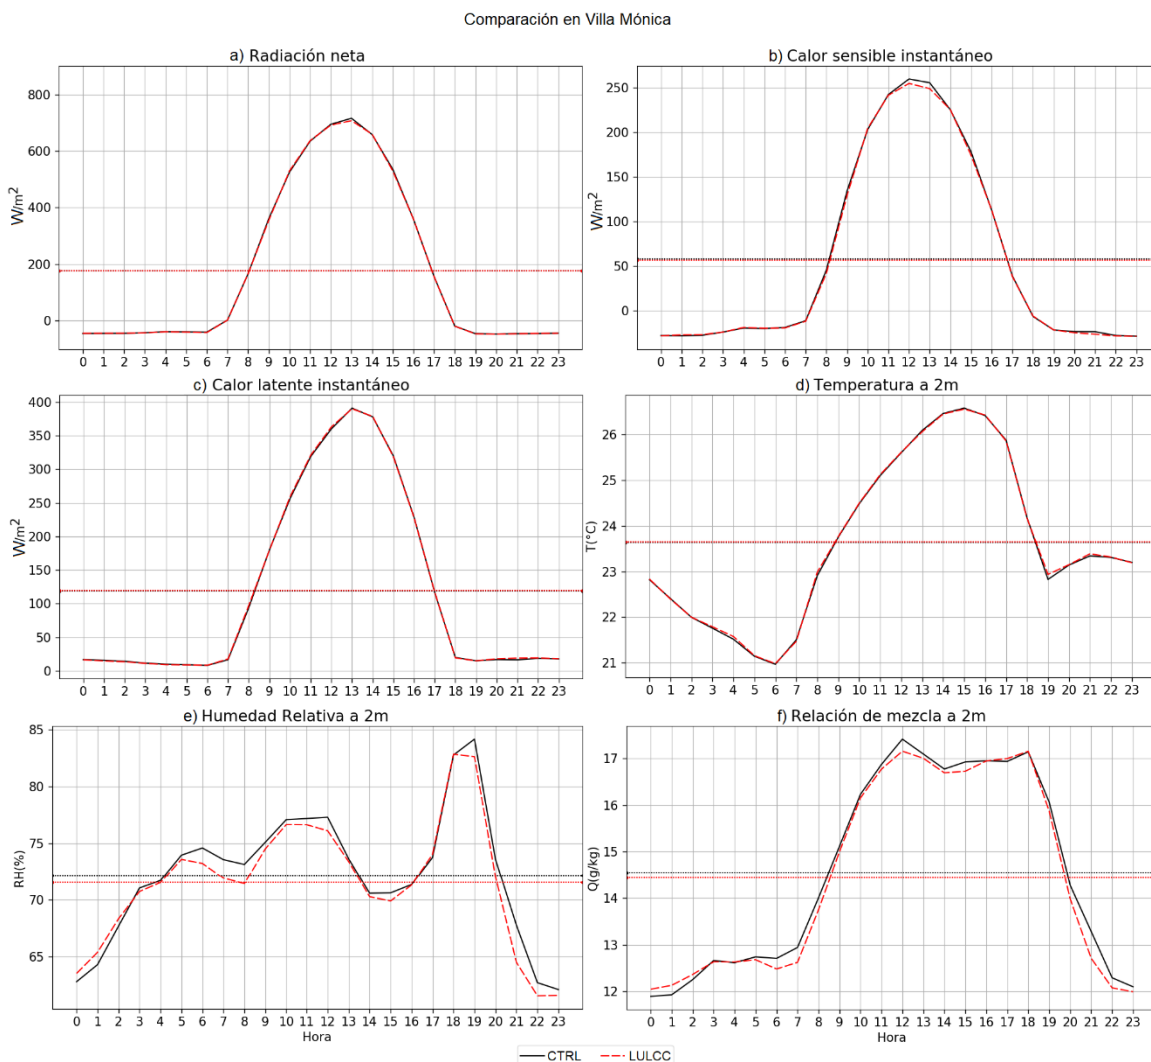 Comparación en Villa Mónica
a) Radiación neta
800
600
400
200
0
W/m²
0 1 2 3 4 5 6 7 8 9 10 11 12 13 14 15 16 17 18 19 20 21 22 23
b) Calor sensible instantáneo
250
200
150
100
50
0
W/m²
0 1 2 3 4 5 6 7 8 9 10 11 12 13 14 15 16 17 18 19 20 21 22 23
c) Calor latente instantáneo
400
350
300
250
200
150
100
50
0
W/m²
0 1 2 3 4 5 6 7 8 9 10 11 12 13 14 15 16 17 18 19 20 21 22 23
d) Temperatura a 2m
26
25
24
23
22
21
T(°C)
0 1 2 3 4 5 6 7 8 9 10 11 12 13 14 15 16 17 18 19 20 21 22 23
e) Humedad Relativa a 2m
85
80
75
70
65
RH(%)
0 1 2 3 4 5 6 7 8 9 10 11 12 13 14 15 16 17 18 19 20 21 22 23
Hora
f) Relación de mezcla a 2m
17
16
15
14
13
12
Q(g/kg)
0 1 2 3 4 5 6 7 8 9 10 11 12 13 14 15 16 17 18 19 20 21 22 23
Hora
CTRL LULCC